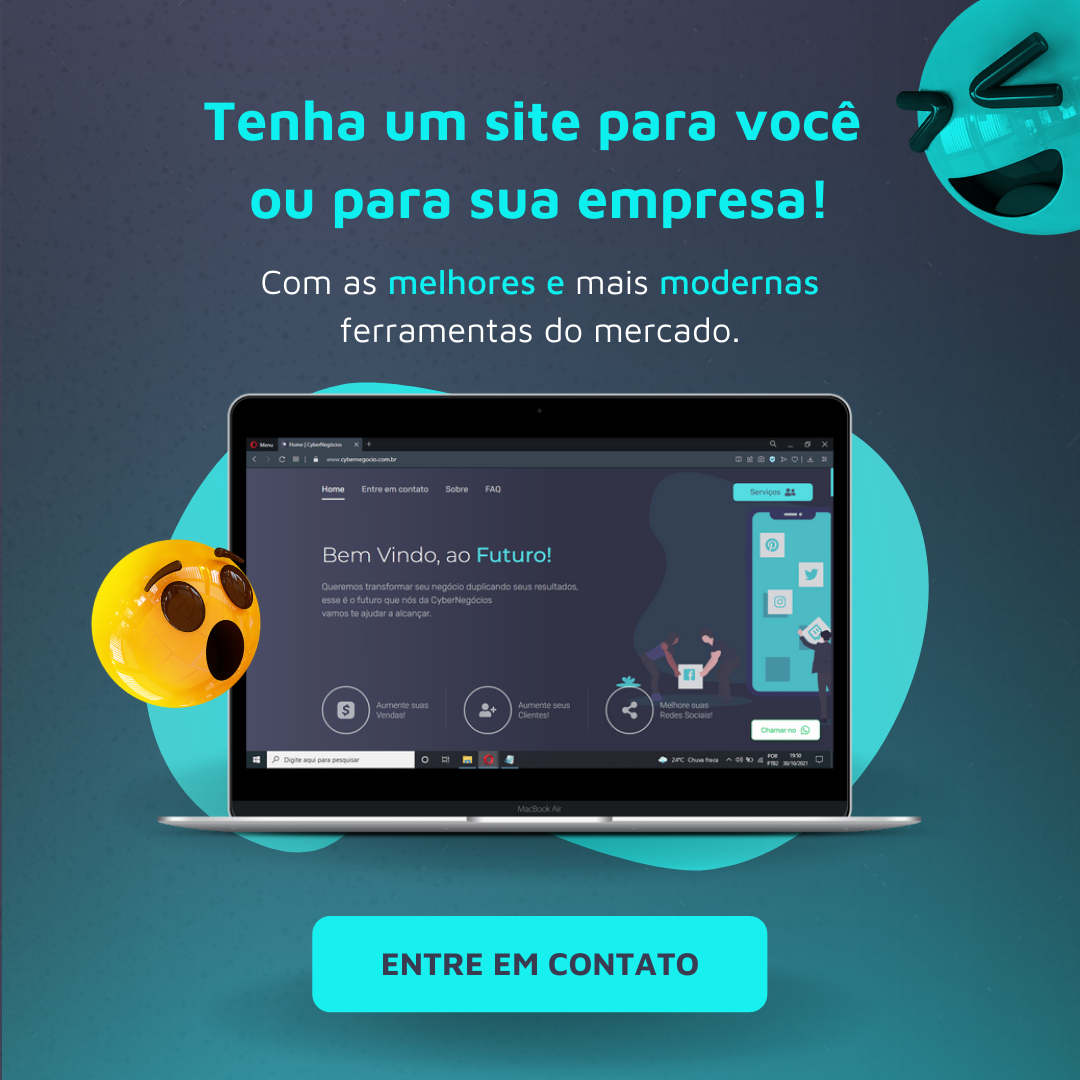 Tenha um site para você
ou para sua empresa!
Com as melhores e mais modernas
ferramentas do mercado.
Menu
Home | CyberNegócios
www.cybernegocio.com.br
Home Entre em contato Sobre FAQ
Serviços
Bem Vindo, ao Futuro!
Queremos transformar seu negócio duplicando seus resultados,
esse é o futuro que nós da CyberNegócios
vamos te ajudar a alcançar.
Aumente suas
Vendas!
Aumente seus
Clientes!
Melhore suas
Redes Sociais!
Chamar no
Digite aqui para pesquisar
24°C Chuva fraca
POR
PTB2
19:50
30/10/2021
MacBook Air
ENTRE EM CONTATO